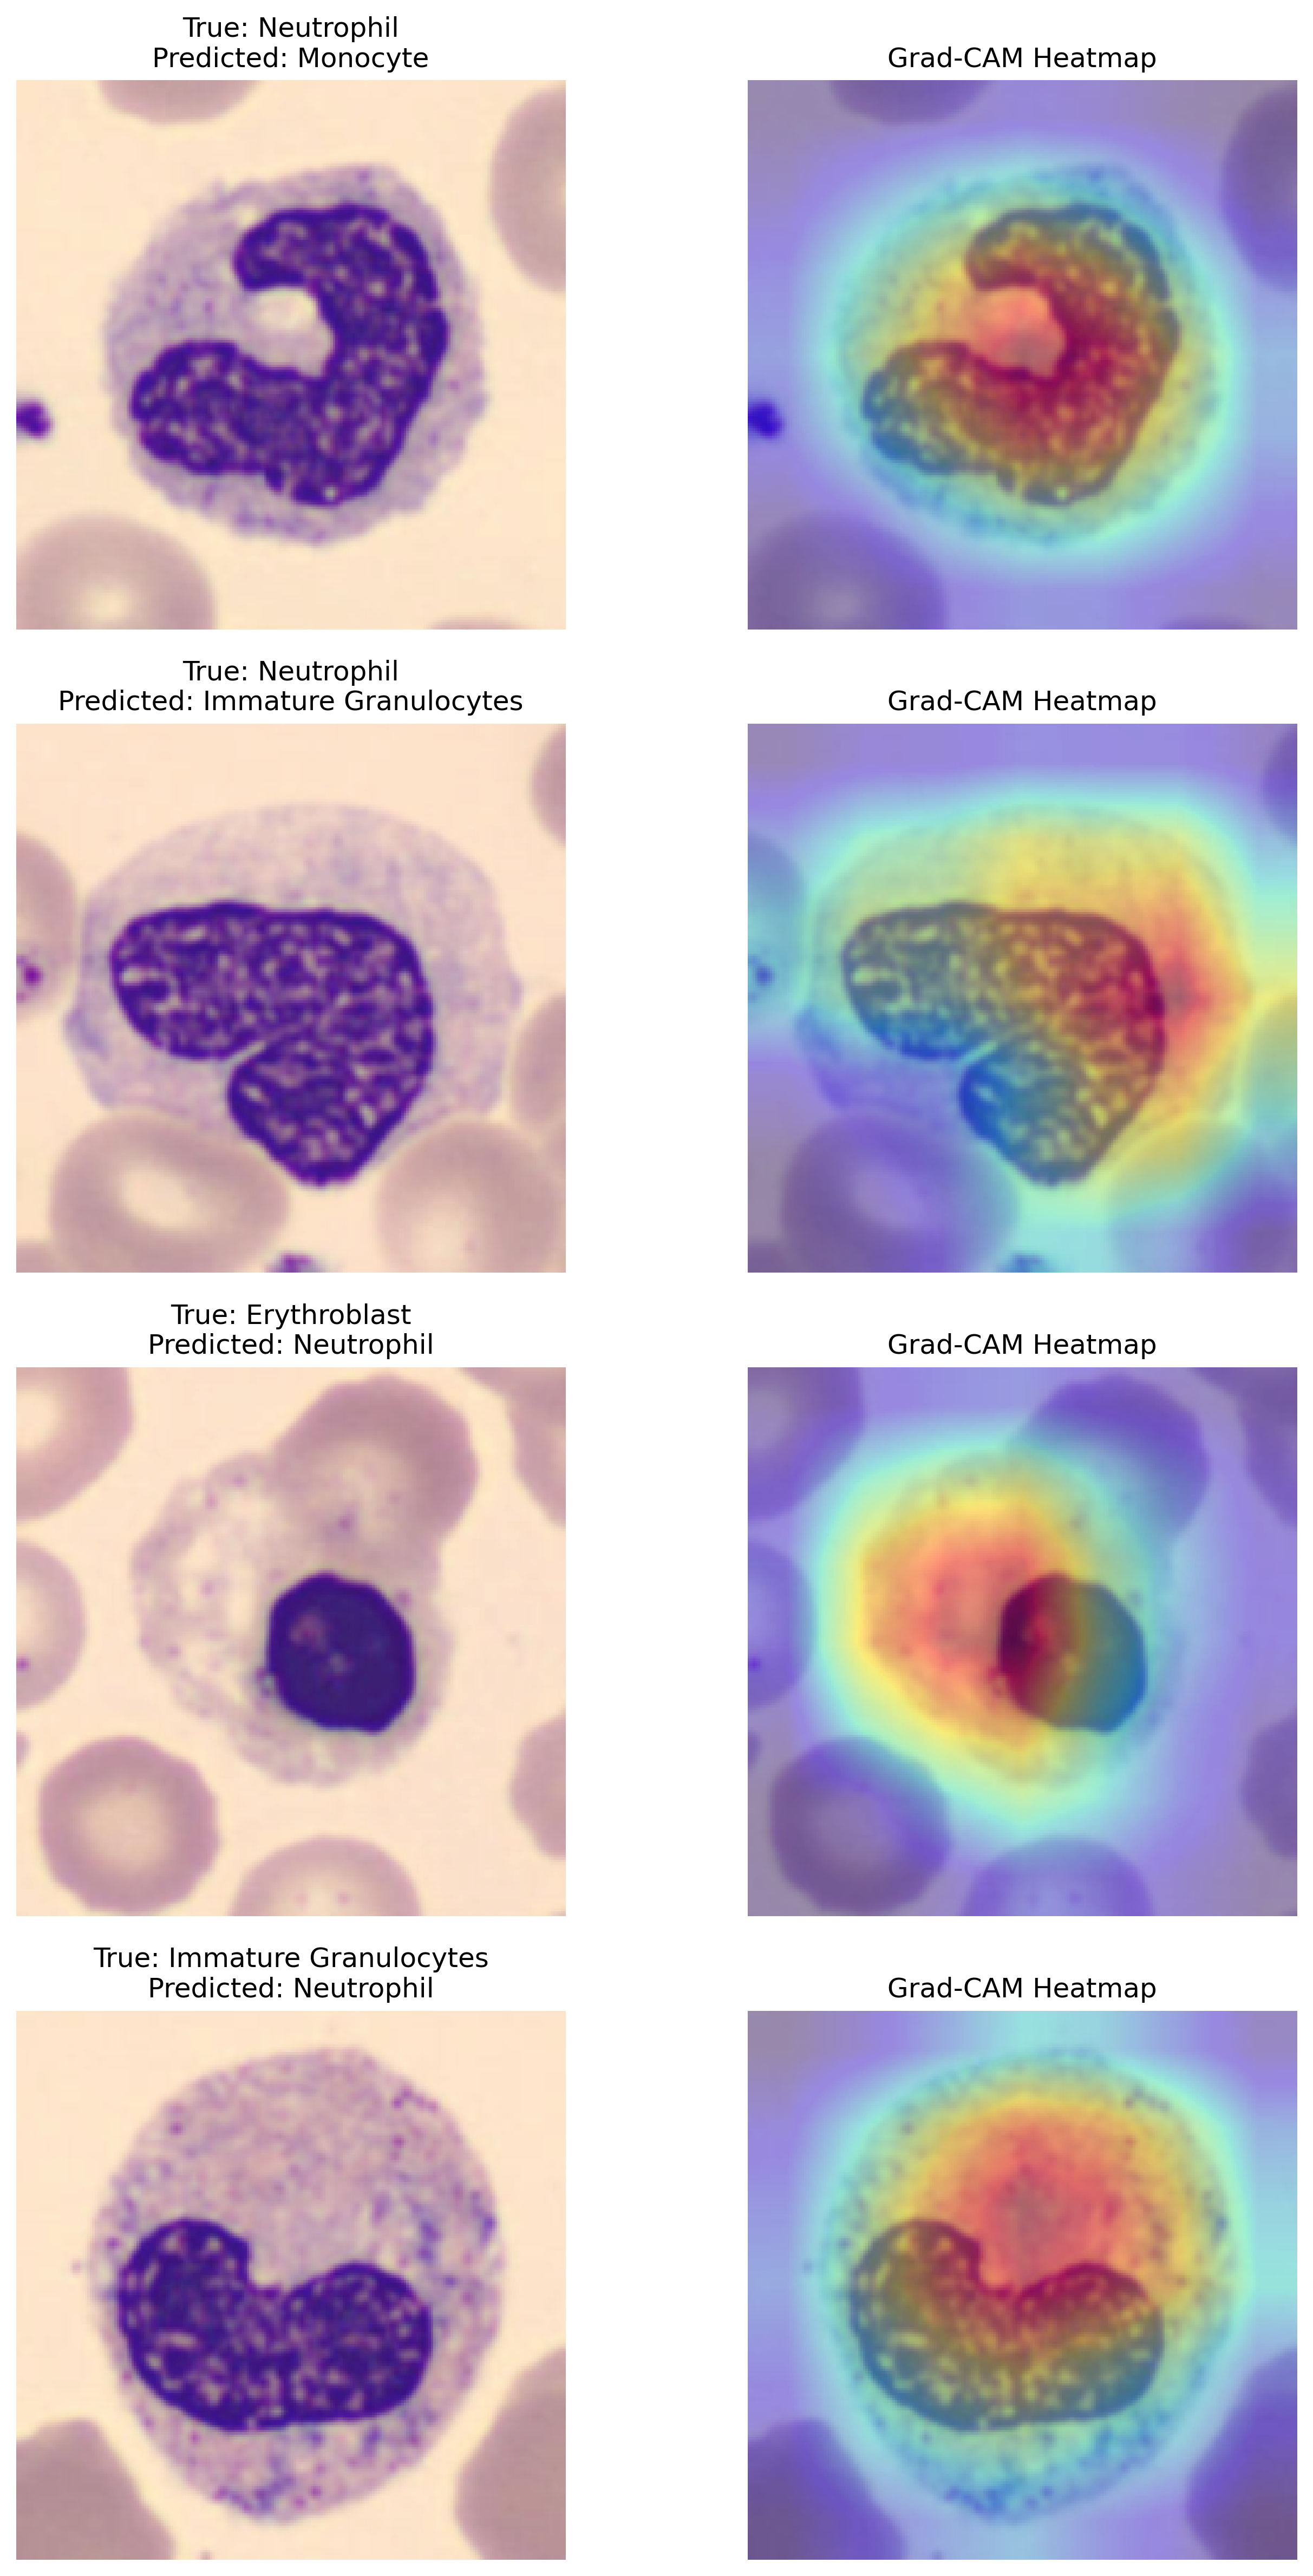 True: Neutrophil
Predicted: Monocyte
Grad-CAM Heatmap
True: Neutrophil
Predicted: Immature Granulocytes
Grad-CAM Heatmap
True: Erythroblast
Predicted: Neutrophil
Grad-CAM Heatmap
True: Immature Granulocytes
Predicted: Neutrophil
Grad-CAM Heatmap